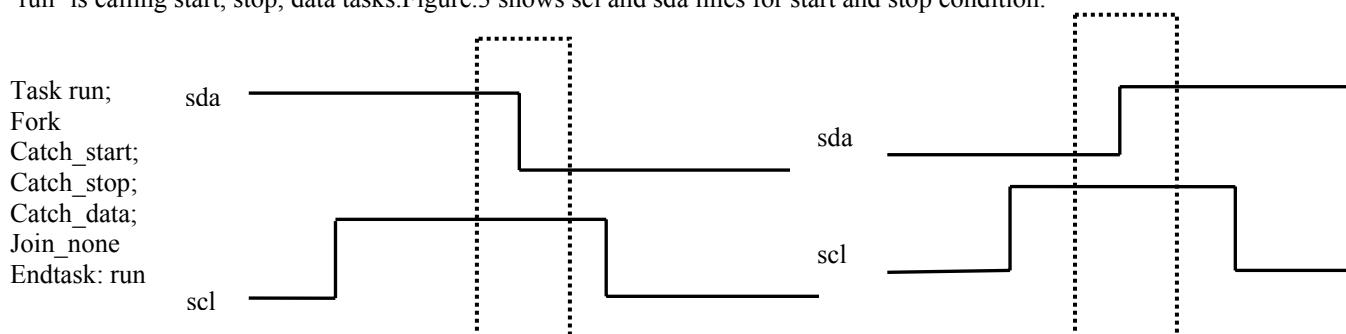 "run" is calling start, stop, data tasks.Figure.5 shows scl and sda lines for start and stop condition.
Task run;
Fork
Catch_start;
Catch_stop;
Catch_data;
Join_none
Endtask: run
sda
scl
sda
scl